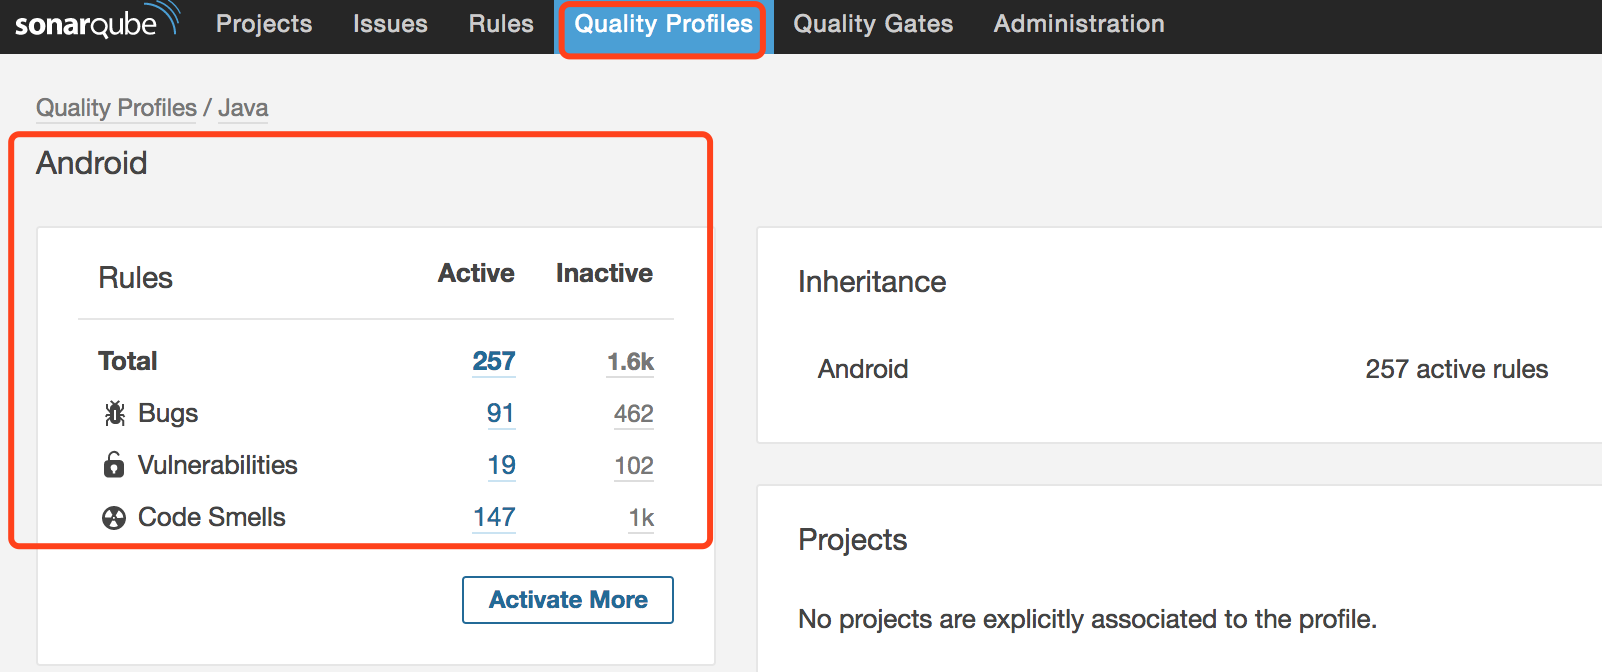 sonarqube Projects Issues Rules Quality Profiles Quality Gates Administration
Quality Profiles / Java
Android
Rules Active Inactive
Total 257 1.6k
Bugs 91 462
Vulnerabilities 19 102
Code Smells 147 1k
Activate More
Inheritance
Android 257 active rules
Projects
No projects are explicitly associated to the profile.